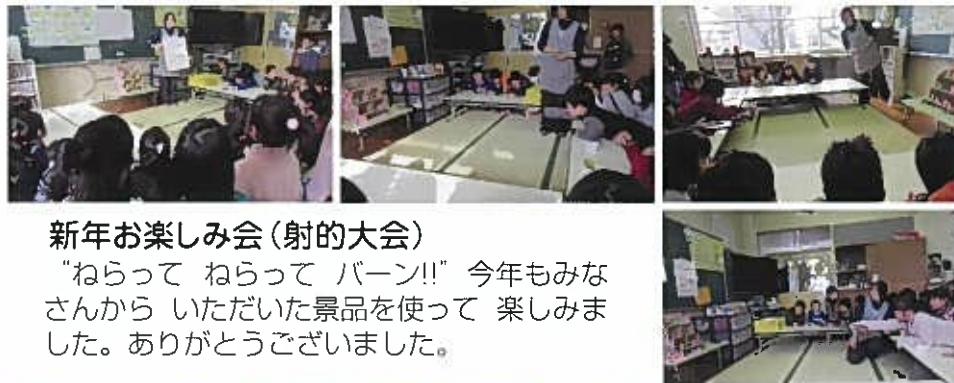 新年お楽しみ会（射的大会）
“ねらって ねらって バーン!!” 今年もみな
さんから いただいた景品を使って 楽しみま
した。ありがとうございました。